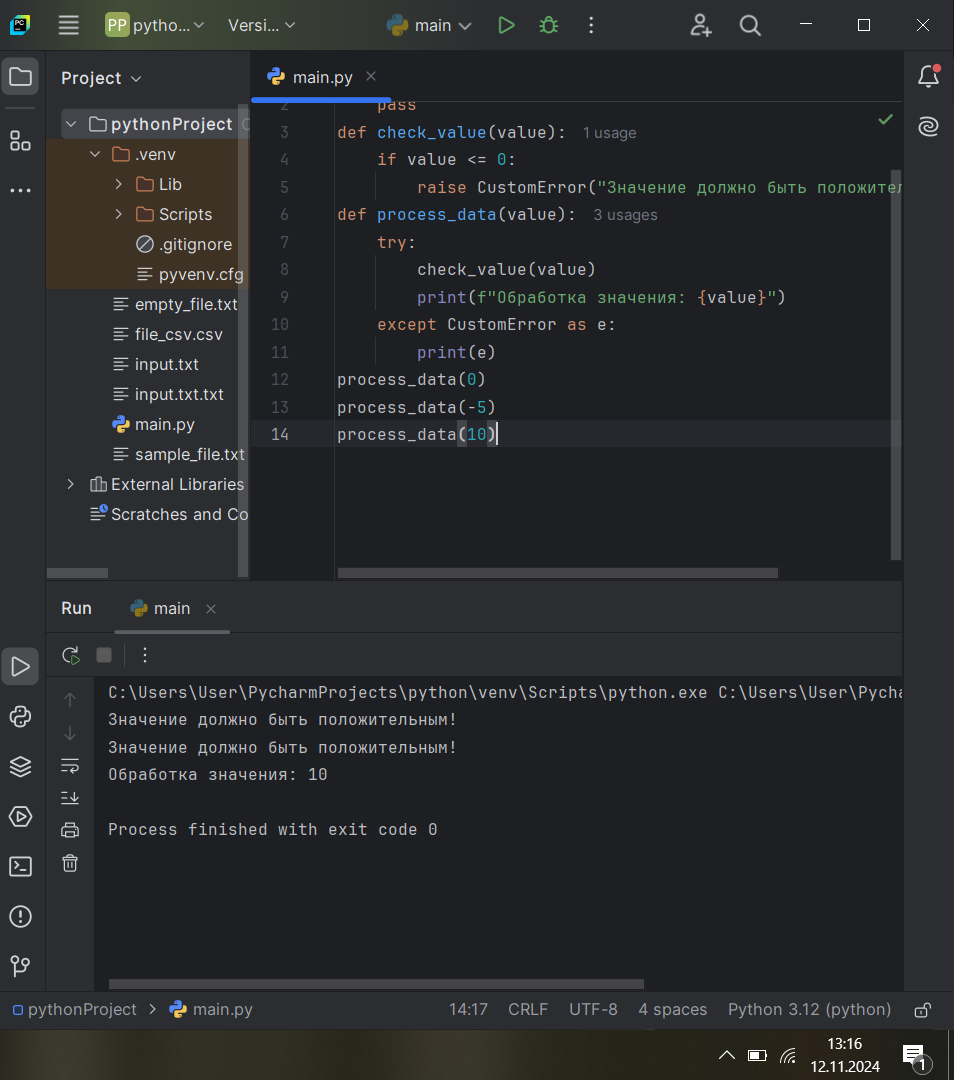 PC
PP pytho... Versi... main
Project
main.py
pythonProject
.venv
Lib
Scripts
.gitignore
pyvenv.cfg
empty_file.txt
file_csv.csv
input.txt
input.txt.txt
main.py
sample_file.txt
External Libraries
Scratches and Co
2 pass
3 def check_value(value): 1 usage
4 if value <= 0:
5 raise CustomError("Значение должно быть положител
6 def process_data(value): 3 usages
7 try:
8 check_value(value)
9 print(f"Обработка значения: {value}")
10 except CustomError as e:
11 print(e)
12 process_data(0)
13 process_data(-5)
14 process_data(10)
Run main
C:\Users\User\PycharmProjects\python\venv\Scripts\python.exe C:\Users\User\Pycha
Значение должно быть положительным!
Значение должно быть положительным!
Обработка значения: 10
Process finished with exit code 0
pythonProject > main.py 14:17 CRLF UTF-8 4 spaces Python 3.12 (python)
13:16
12.11.2024
1